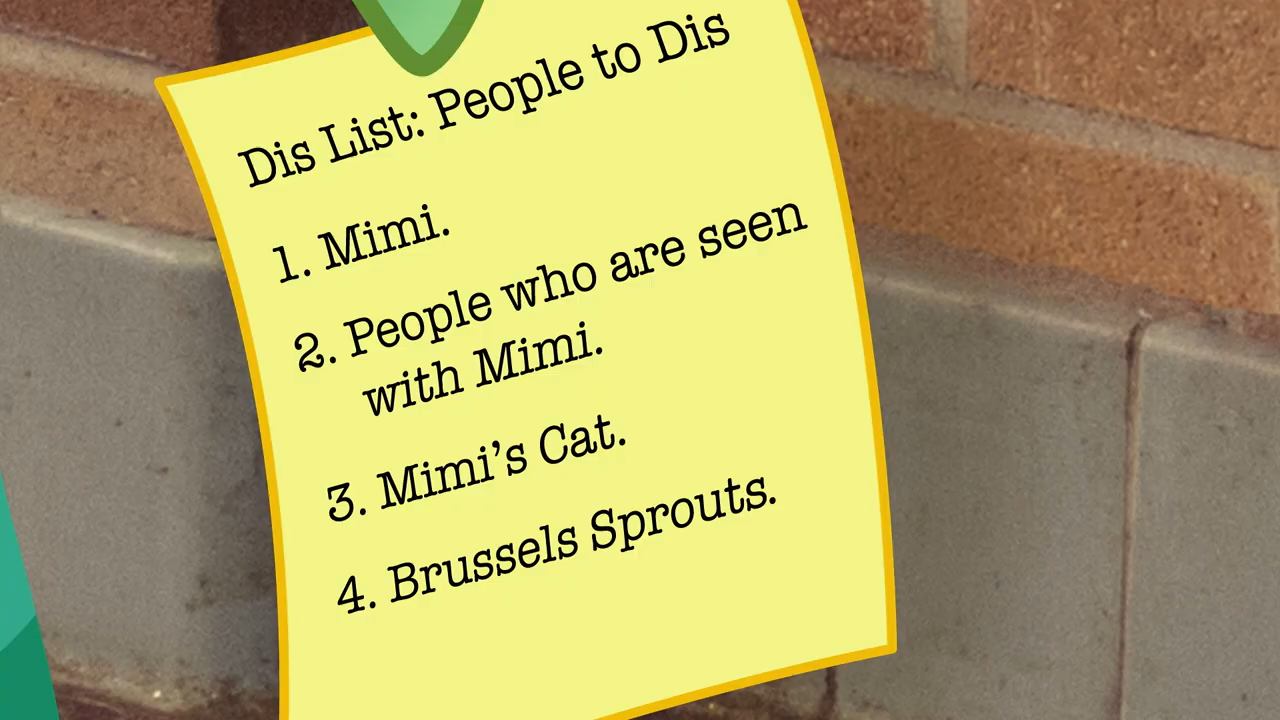 Dis List: People to Dis
1. Mimi.
2. People who are seen
with Mimi.
3. Mimi’s Cat.
4. Brussels Sprouts.